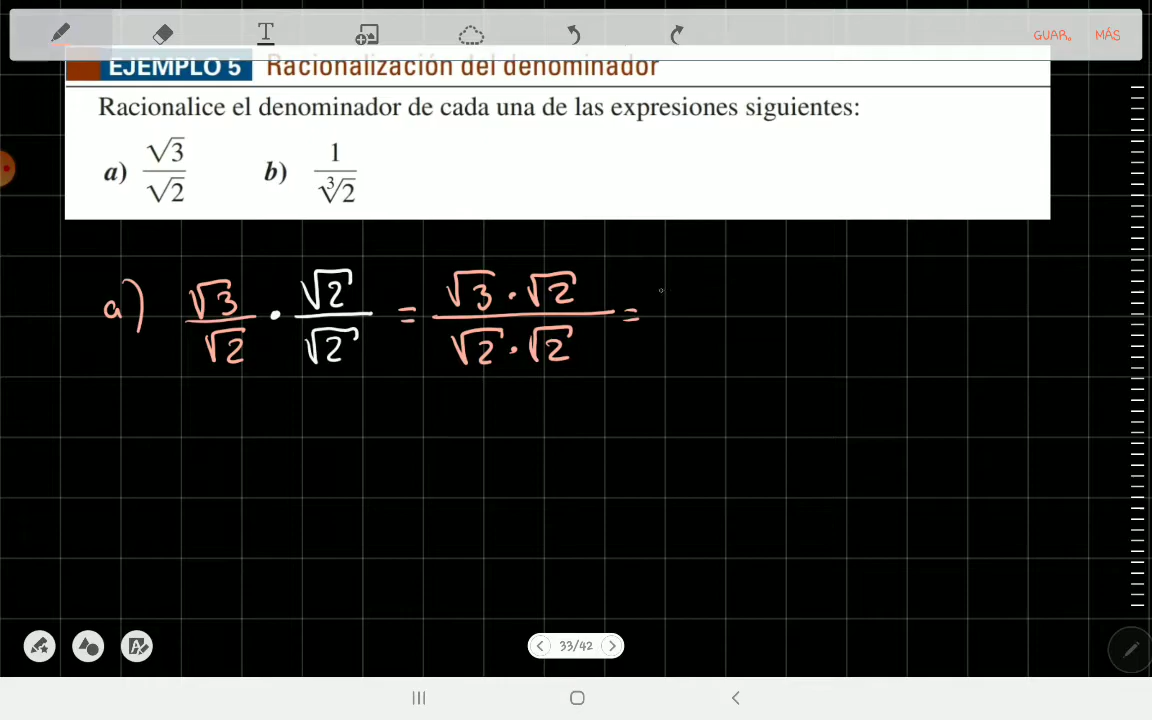 T GUAR. MÁS
EJEMPLO 5 Racionalización del denominador
Racionalice el denominador de cada una de las expresiones siguientes:
a) √3/√2 b) 1/∛2
a) √3/√2 · √2/√2 = √3 · √2/√2 · √2 =
33/42